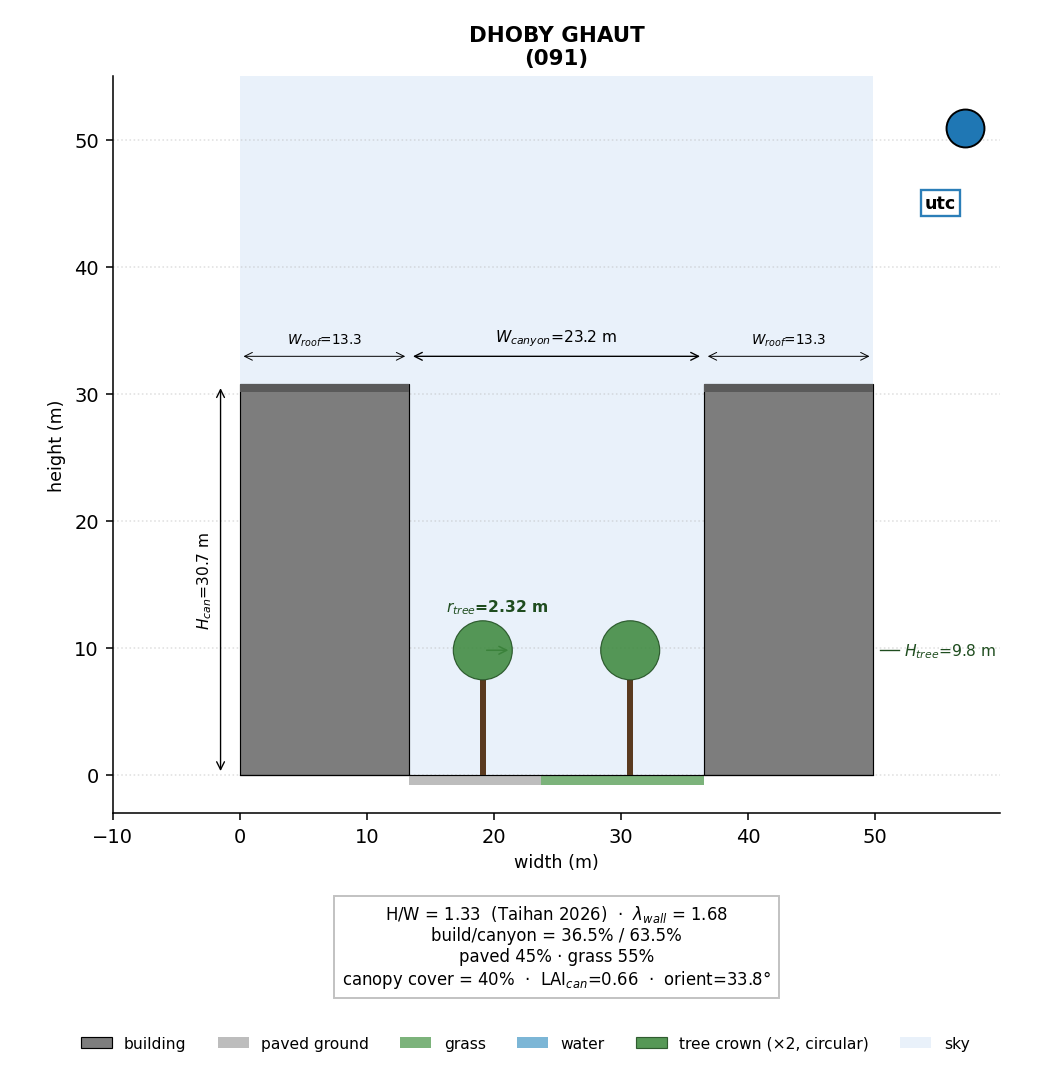 DHOBY GHAUT
(091)
50
40
30
20
10
0
height (m)
utc
W_roof=13.3
W_canyon=23.2 m
W_roof=13.3
H_can=30.7 m
r_tree=2.32 m
H_tree=9.8 m
−10
0
10
20
30
40
50
width (m)
H/W = 1.33 (Taihan 2026) · λ_wall = 1.68
build/canyon = 36.5% / 63.5%
paved 45% · grass 55%
canopy cover = 40% · LAI_can=0.66 · orient=33.8°
building
paved ground
grass
water
tree crown (×2, circular)
sky